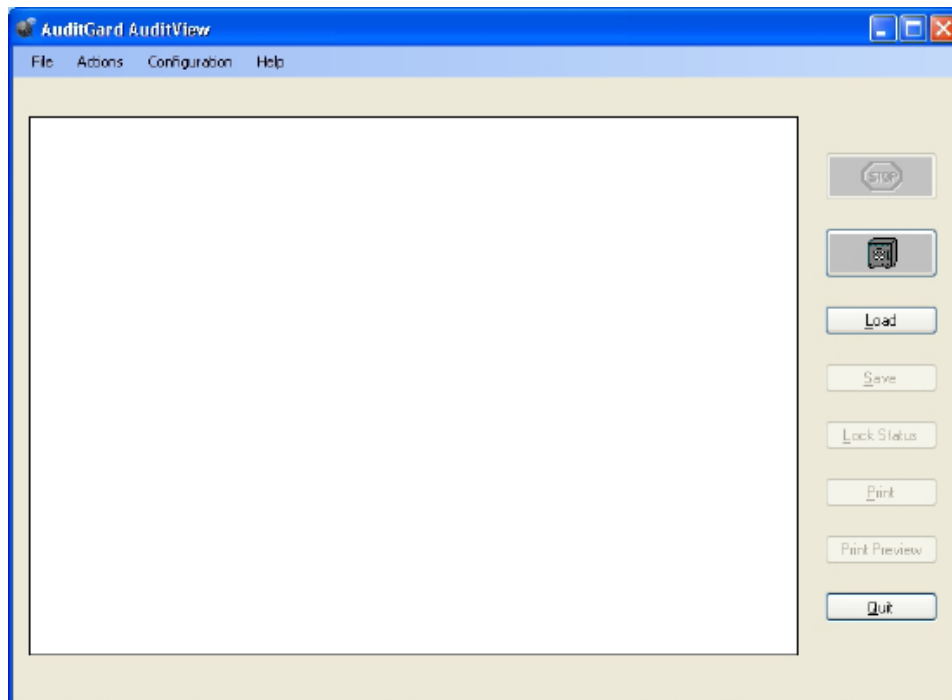 AuditGard AuditView
File Actions Configuration Help
STOP
Load
Save
Lock Status
Print
Print Preview
Quit